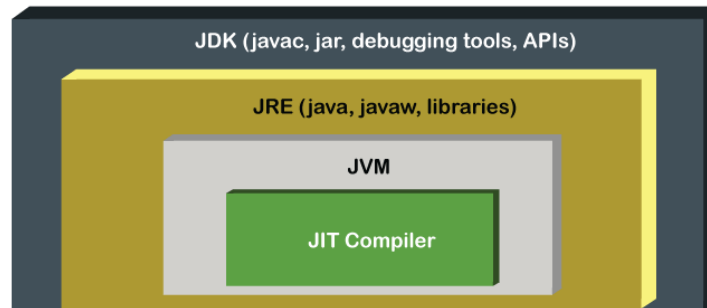 JDK (javac, jar, debugging tools, APIs)
JRE (java, javaw, libraries)
JVM
JIT Compiler